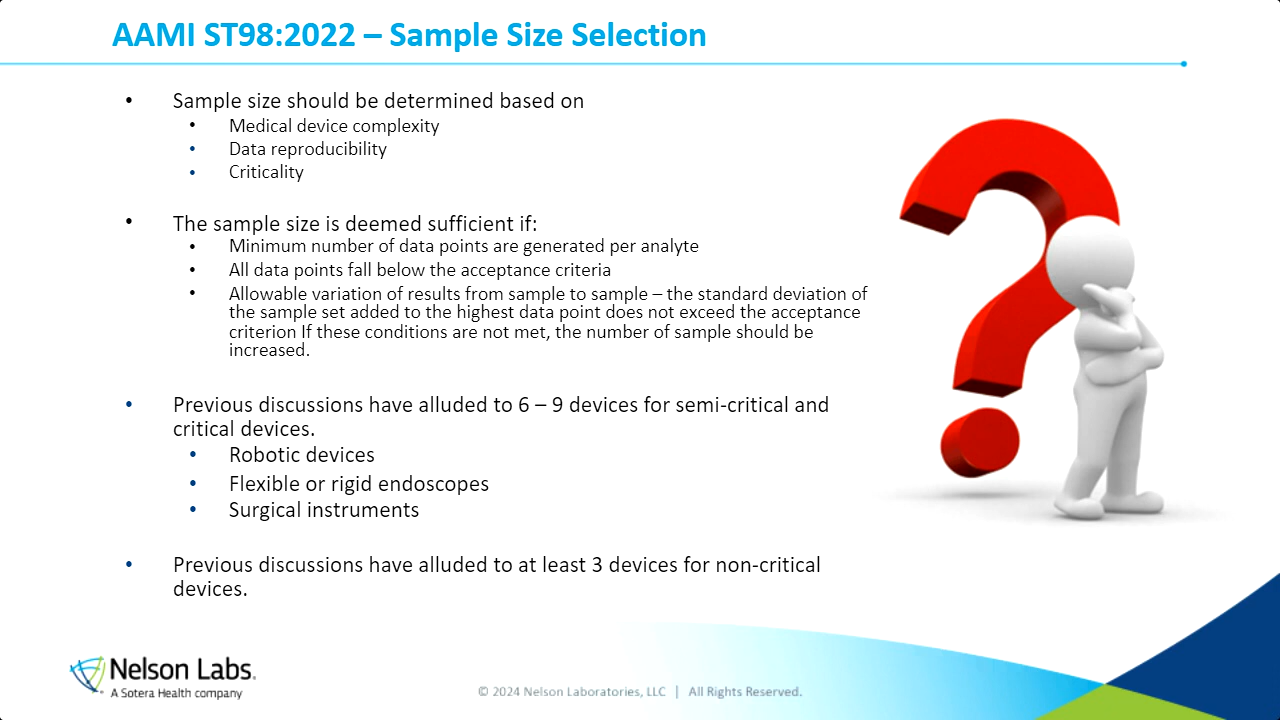 AAMI ST98:2022 – Sample Size Selection
• Sample size should be determined based on
• Medical device complexity
• Data reproducibility
• Criticality
• The sample size is deemed sufficient if:
• Minimum number of data points are generated per analyte
• All data points fall below the acceptance criteria
• Allowable variation of results from sample to sample – the standard deviation of
the sample set added to the highest data point does not exceed the acceptance
criterion If these conditions are not met, the number of sample should be
increased.
• Previous discussions have alluded to 6 – 9 devices for semi-critical and
critical devices.
• Robotic devices
• Flexible or rigid endoscopes
• Surgical instruments
• Previous discussions have alluded to at least 3 devices for non-critical
devices.
Nelson Labs.
A Sotera Health company
© 2024 Nelson Laboratories, LLC | All Rights Reserved.